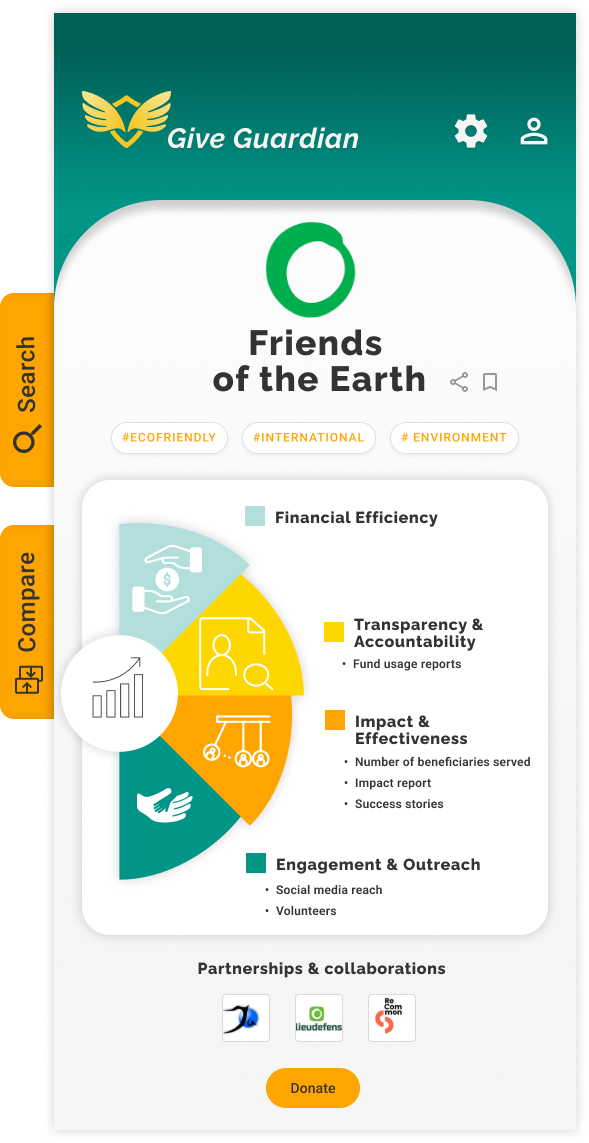 Give Guardian
Search
Compare
Friends
of the Earth
#ECOFRIENDLY
#INTERNATIONAL
# ENVIRONMENT
Financial Efficiency
$
Transparency &
Accountability
• Fund usage reports
Impact &
Effectiveness
• Number of beneficiaries served
• Impact report
• Success stories
Engagement & Outreach
• Social media reach
• Volunteers
Partnerships & collaborations
lieudefens
Re
Com
mon
Donate